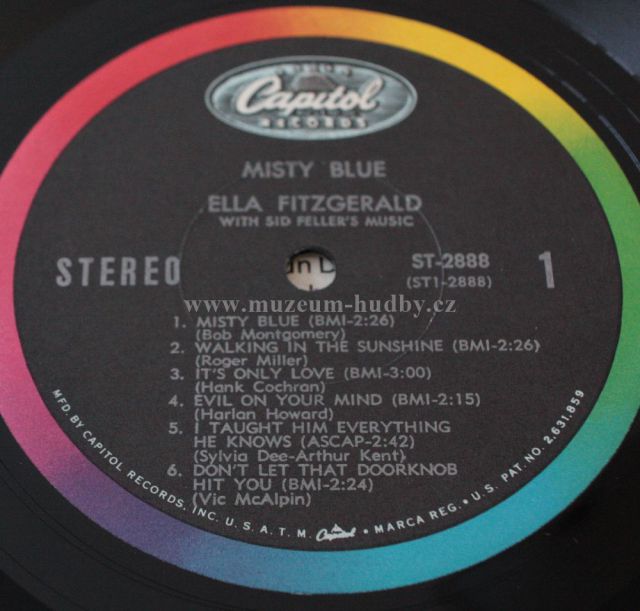 Capitol
RECORDS
MISTY BLUE
ELLA FITZGERALD
WITH SID FELLER'S MUSIC
STEREO
ST-2888
(ST1-2888)
1
www.muzeum-hudby.cz
1. MISTY BLUE (BMI-2:26)
(Bob Montgomery)
2. WALKING IN THE SUNSHINE (BMI-2:26)
(Roger Miller)
3. IT'S ONLY LOVE (BMI-3:00)
(Hank Cochran)
4. EVIL ON YOUR MIND (BMI-2:15)
(Harlan Howard)
5. I TAUGHT HIM EVERYTHING
HE KNOWS (ASCAP-2:42)
(Sylvia Dee-Arthur Kent)
6. DON'T LET THAT DOORKNOB
HIT YOU (BMI-2:24)
(Vic McAlpin)
MFD. BY CAPITOL RECORDS, INC. U.S.A. T.M. Capitol • MARCA REG. • U.S. PAT. NO. 2,631,859